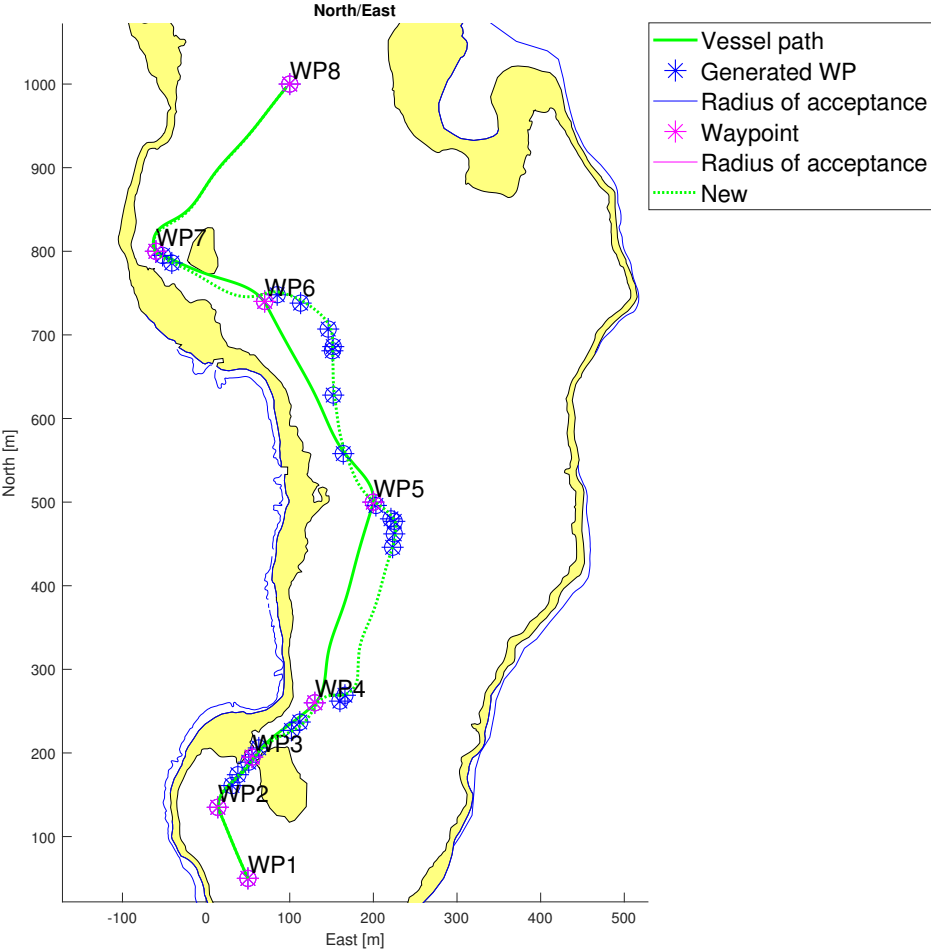 North/East
Vessel path
Generated WP
Radius of acceptance
Waypoint
Radius of acceptance
New
WP8
WP7
WP6
WP5
WP4
WP3
WP2
WP1
1000
900
800
700
600
500
400
300
200
100
North [m]
-100 0 100 200 300 400 500
East [m]